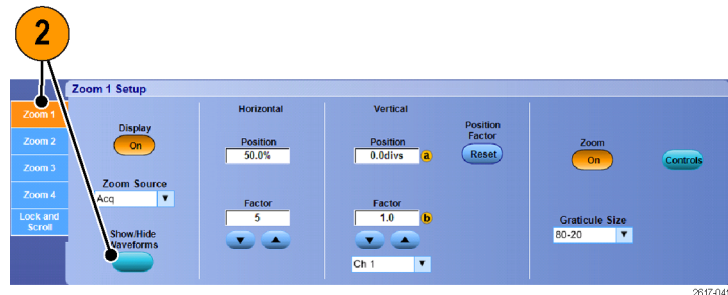 2
Zoom 1 Setup
Zoom 1
Zoom 2
Zoom 3
Zoom 4
Lock and
Scroll
Display
On
Zoom Source
Acq
Show/Hide
Waveforms
Horizontal
Position
50.0%
Factor
5
Vertical
Position
0.0divs
a
Factor
1.0
b
Ch 1
Position
Factor
Reset
Zoom
On
Controls
Graticule Size
80-20